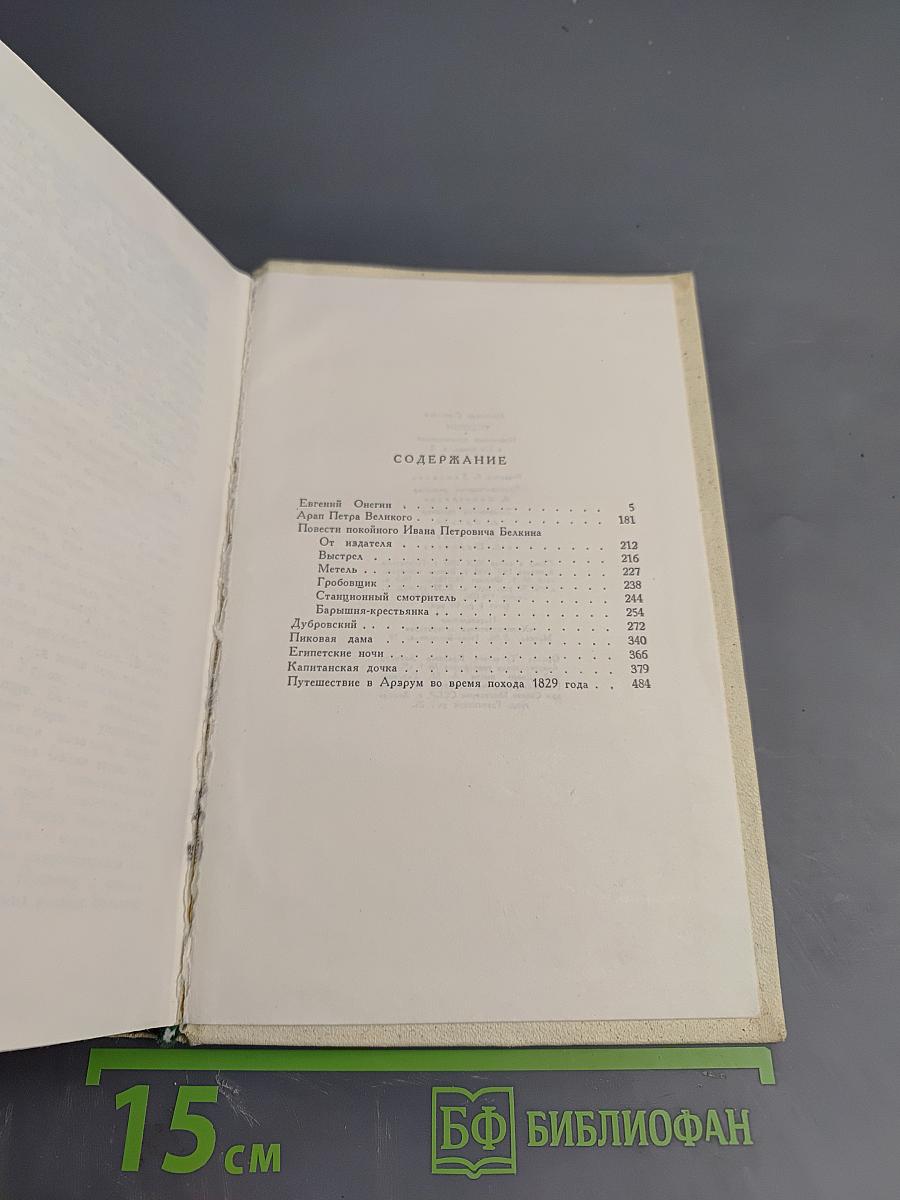 СОДЕРЖАНИЕ
Евгений Онегин . . . . . . . . . . . . . . . 5
Арап Петра Великого . . . . . . . . . . . . . . 181
Повести покойного Ивана Петровича Белкина
От издателя . . . . . . . . . . . . . . . 212
Выстрел . . . . . . . . . . . . . . . . . 216
Метель . . . . . . . . . . . . . . . . . 227
Гробовщик . . . . . . . . . . . . . . . . 238
Станционный смотритель . . . . . . . . . . . 244
Барышня-крестьянка . . . . . . . . . . . . . 254
Дубровский . . . . . . . . . . . . . . . . . . 272
Пиковая дама . . . . . . . . . . . . . . . . . 340
Египетские ночи . . . . . . . . . . . . . . . . 366
Капитанская дочка . . . . . . . . . . . . . . . 379
Путешествие в Арзрум во время похода 1829 года . . 484
15 см
БФ БИБЛИОФАН